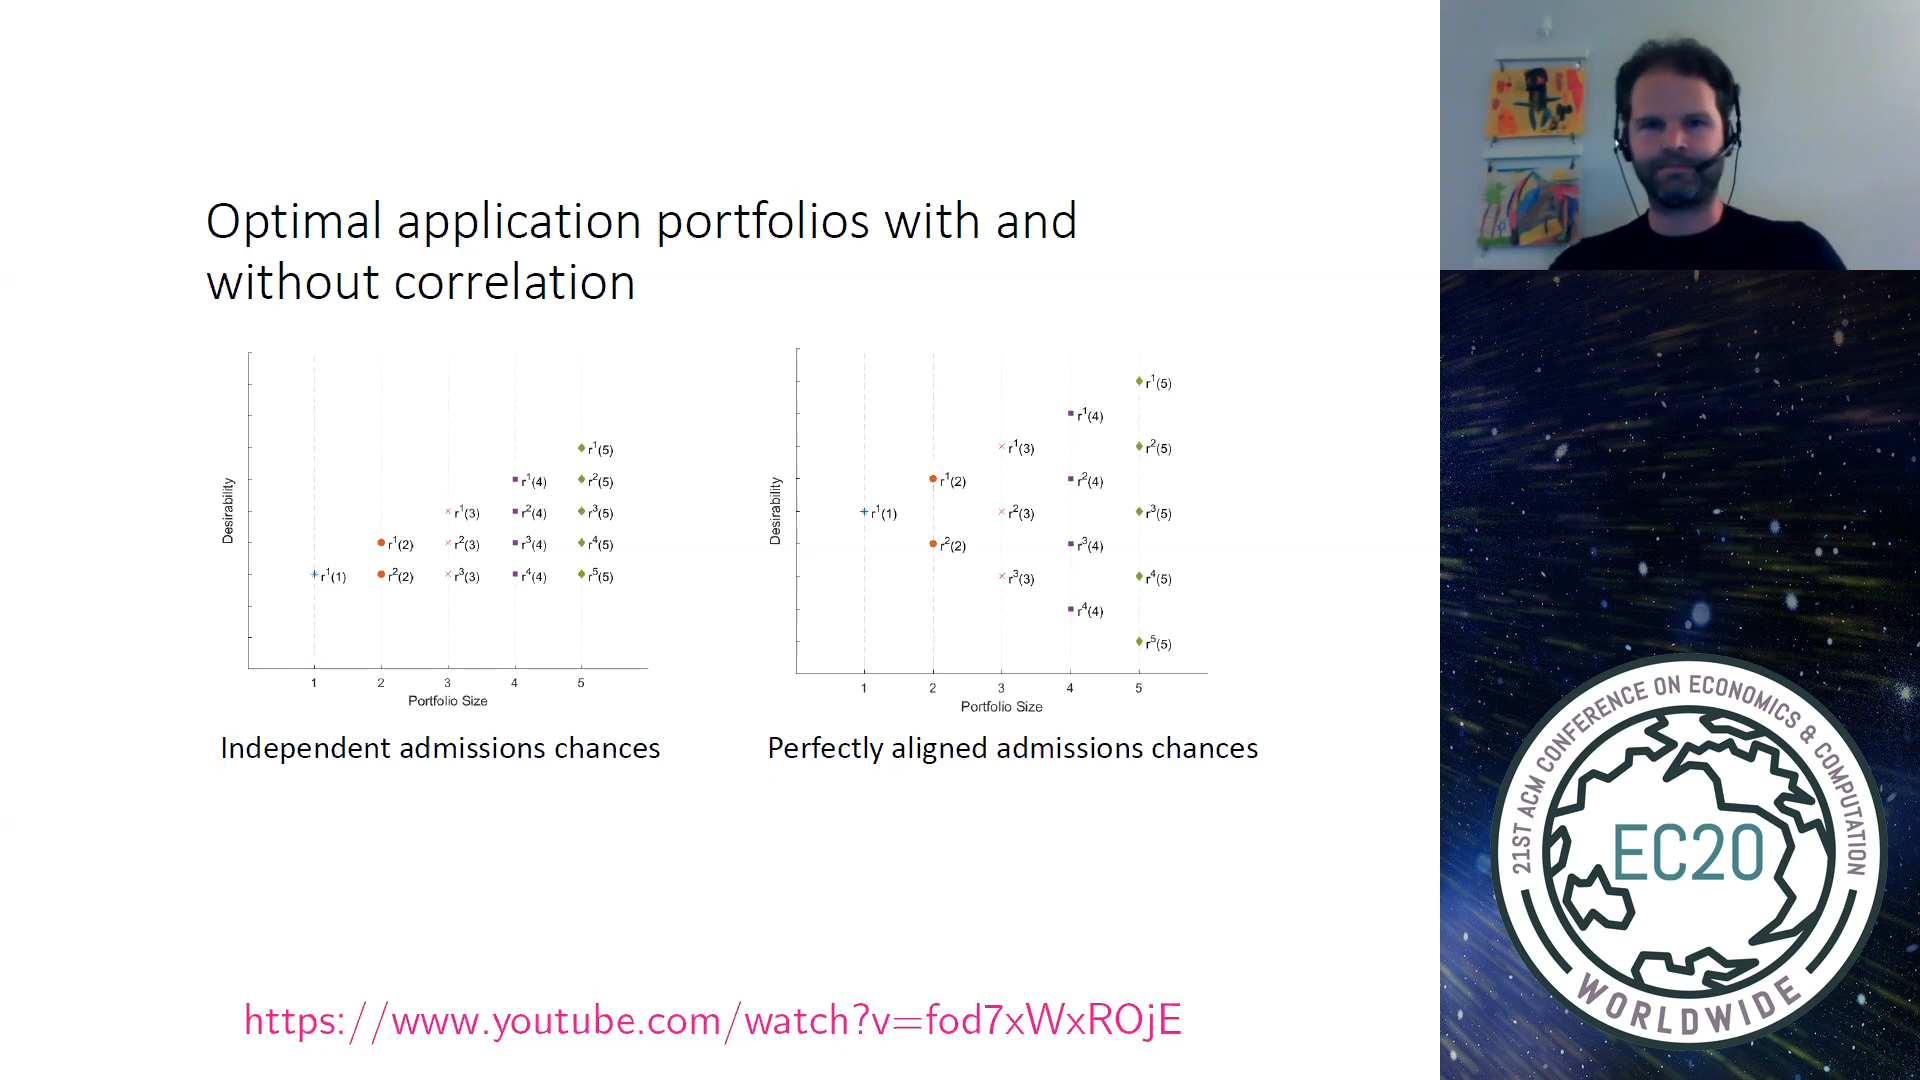 Optimal application portfolios with and
without correlation
Desirability
r¹(1)
r¹(2)
r²(2)
r¹(3)
r²(3)
r³(3)
r¹(4)
r²(4)
r³(4)
r⁴(4)
r¹(5)
r²(5)
r³(5)
r⁴(5)
r⁵(5)
1 2 3 4 5
Portfolio Size
Independent admissions chances
Desirability
r¹(1)
r¹(2)
r²(2)
r¹(3)
r²(3)
r³(3)
r¹(4)
r²(4)
r³(4)
r⁴(4)
r¹(5)
r²(5)
r³(5)
r⁴(5)
r⁵(5)
1 2 3 4 5
Portfolio Size
Perfectly aligned admissions chances
https://www.youtube.com/watch?v=fod7xWxROjE
21ST ACM CONFERENCE ON ECONOMICS & COMPUTATION
EC20
WORLDWIDE